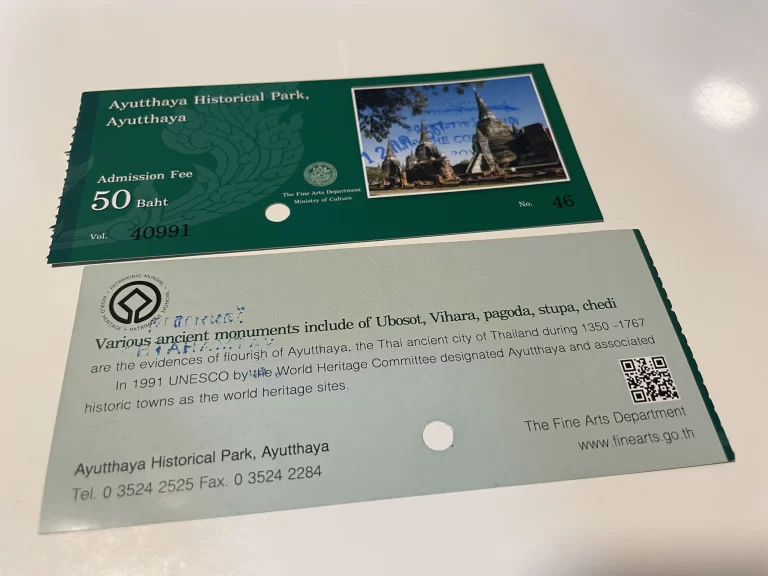 Ayutthaya Historical Park,
Ayutthaya
Admission Fee
50 Baht
The Fine Arts Department
Ministry of Culture
Vol. 40991
No. 46
Various ancient monuments include of Ubosot, Vihara, pagoda, stupa, chedi
are the evidences of flourish of Ayutthaya, the Thai ancient city of Thailand during 1350 -1767
In 1991 UNESCO by the World Heritage Committee designated Ayutthaya and associated
historic towns as the world heritage sites.
The Fine Arts Department
www.finearts.go.th
Ayutthaya Historical Park, Ayutthaya
Tel. 0 3524 2525 Fax. 0 3524 2284